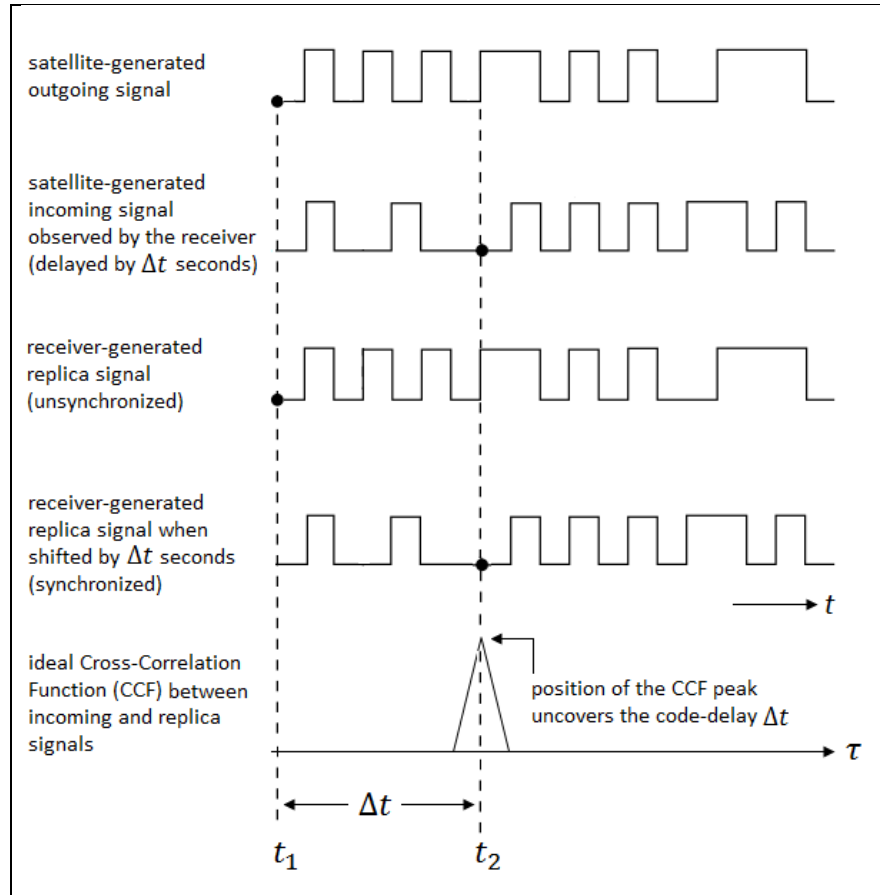 satellite-generated
outgoing signal
satellite-generated
incoming signal
observed by the receiver
(delayed by Δt seconds)
receiver-generated
replica signal
(unsynchronized)
receiver-generated
replica signal when
shifted by Δt seconds
(synchronized)
t
ideal Cross-Correlation
Function (CCF) between
incoming and replica
signals
position of the CCF peak
uncovers the code-delay Δt
τ
Δt
t₁
t₂